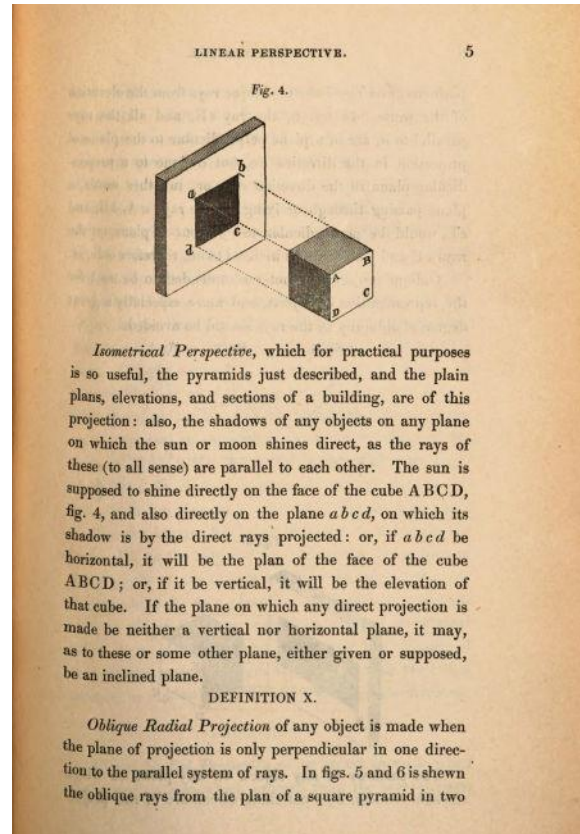 LINEAR PERSPECTIVE. 5
Fig. 4.
a
b
c
d
A
B
C
D
Isometrical Perspective, which for practical purposes
is so useful, the pyramids just described, and the plain
plans, elevations, and sections of a building, are of this
projection: also, the shadows of any objects on any plane
on which the sun or moon shines direct, as the rays of
these (to all sense) are parallel to each other. The sun is
supposed to shine directly on the face of the cube ABCD,
fig. 4, and also directly on the plane a b c d, on which its
shadow is by the direct rays projected: or, if a b c d be
horizontal, it will be the plan of the face of the cube
ABCD; or, if it be vertical, it will be the elevation of
that cube. If the plane on which any direct projection is
made be neither a vertical nor horizontal plane, it may,
as to these or some other plane, either given or supposed,
be an inclined plane.
DEFINITION X.
Oblique Radial Projection of any object is made when
the plane of projection is only perpendicular in one direc-
tion to the parallel system of rays. In figs. 5 and 6 is shewn
the oblique rays from the plan of a square pyramid in two